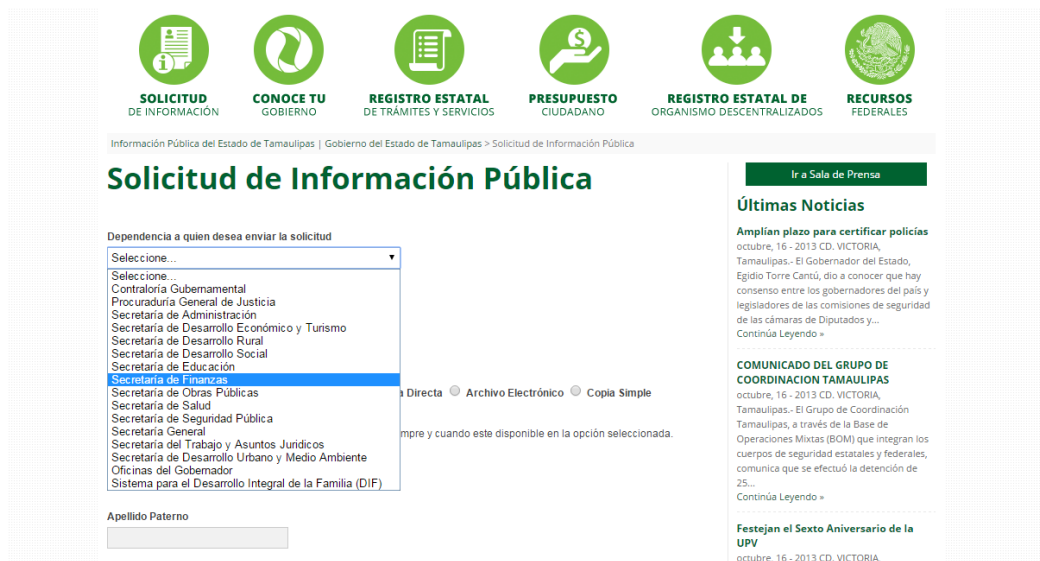 SOLICITUD
DE INFORMACIÓN
CONOCE TU
GOBIERNO
REGISTRO ESTATAL
DE TRÁMITES Y SERVICIOS
PRESUPUESTO
CIUDADANO
REGISTRO ESTATAL DE
ORGANISMO DESCENTRALIZADOS
RECURSOS
FEDERALES
Información Pública del Estado de Tamaulipas | Gobierno del Estado de Tamaulipas > Solicitud de Información Pública
Solicitud de Información Pública
Dependencia a quien desea enviar la solicitud
Seleccione...
Seleccione...
Contraloría Gubernamental
Procuraduría General de Justicia
Secretaría de Administración
Secretaría de Desarrollo Económico y Turismo
Secretaría de Desarrollo Rural
Secretaría de Desarrollo Social
Secretaría de Educación
Secretaría de Finanzas
Secretaría de Obras Públicas
Secretaría de Salud
Secretaría de Seguridad Pública
Secretaría General
Secretaría del Trabajo y Asuntos Juridicos
Secretaría de Desarrollo Urbano y Medio Ambiente
Oficinas del Gobernador
Sistema para el Desarrollo Integral de la Familia (DIF)
Directa Archivo Electrónico Copia Simple
mpre y cuando este disponible en la opción seleccionada.
Apellido Paterno
Ir a Sala de Prensa
Últimas Noticias
Amplían plazo para certificar policías
octubre, 16 - 2013 CD. VICTORIA,
Tamaulipas.- El Gobernador del Estado,
Egidio Torre Cantú, dio a conocer que hay
consenso entre los gobernadores del país y
legisladores de las comisiones de seguridad
de las cámaras de Diputados y...
Continúa Leyendo »
COMUNICADO DEL GRUPO DE
COORDINACION TAMAULIPAS
octubre, 16 - 2013 CD. VICTORIA,
Tamaulipas.- El Grupo de Coordinación
Tamaulipas, a través de la Base de
Operaciones Mixtas (BOM) que integran los
cuerpos de seguridad estatales y federales,
comunica que se efectuó la detención de
25...
Continúa Leyendo »
Festejan el Sexto Aniversario de la
UPV
octubre, 16 - 2013 CD. VICTORIA,